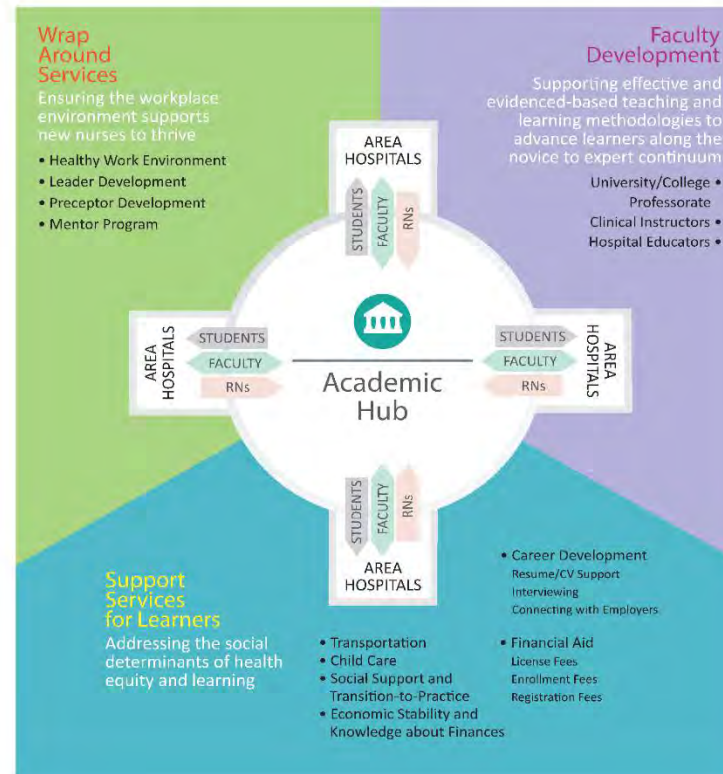 Wrap
Around
Services
Ensuring the workplace
environment supports
new nurses to thrive
• Healthy Work Environment
• Leader Development
• Preceptor Development
• Mentor Program
Faculty
Development
Supporting effective and
evidenced-based teaching and
learning methodologies to
advance learners along the
novice to expert continuum
University/College •
Professorate
Clinical Instructors •
Hospital Educators •
AREA
HOSPITALS
STUDENTS
FACULTY
RNs
AREA
HOSPITALS
STUDENTS
FACULTY
RNs
Academic
Hub
STUDENTS
FACULTY
RNs
AREA
HOSPITALS
STUDENTS
FACULTY
RNs
AREA
HOSPITALS
Support
Services
for Learners
Addressing the social
determinants of health
equity and learning
• Transportation
• Child Care
• Social Support and
Transition-to-Practice
• Economic Stability and
Knowledge about Finances
• Career Development
Resume/CV Support
Interviewing
Connecting with Employers
• Financial Aid
License Fees
Enrollment Fees
Registration Fees